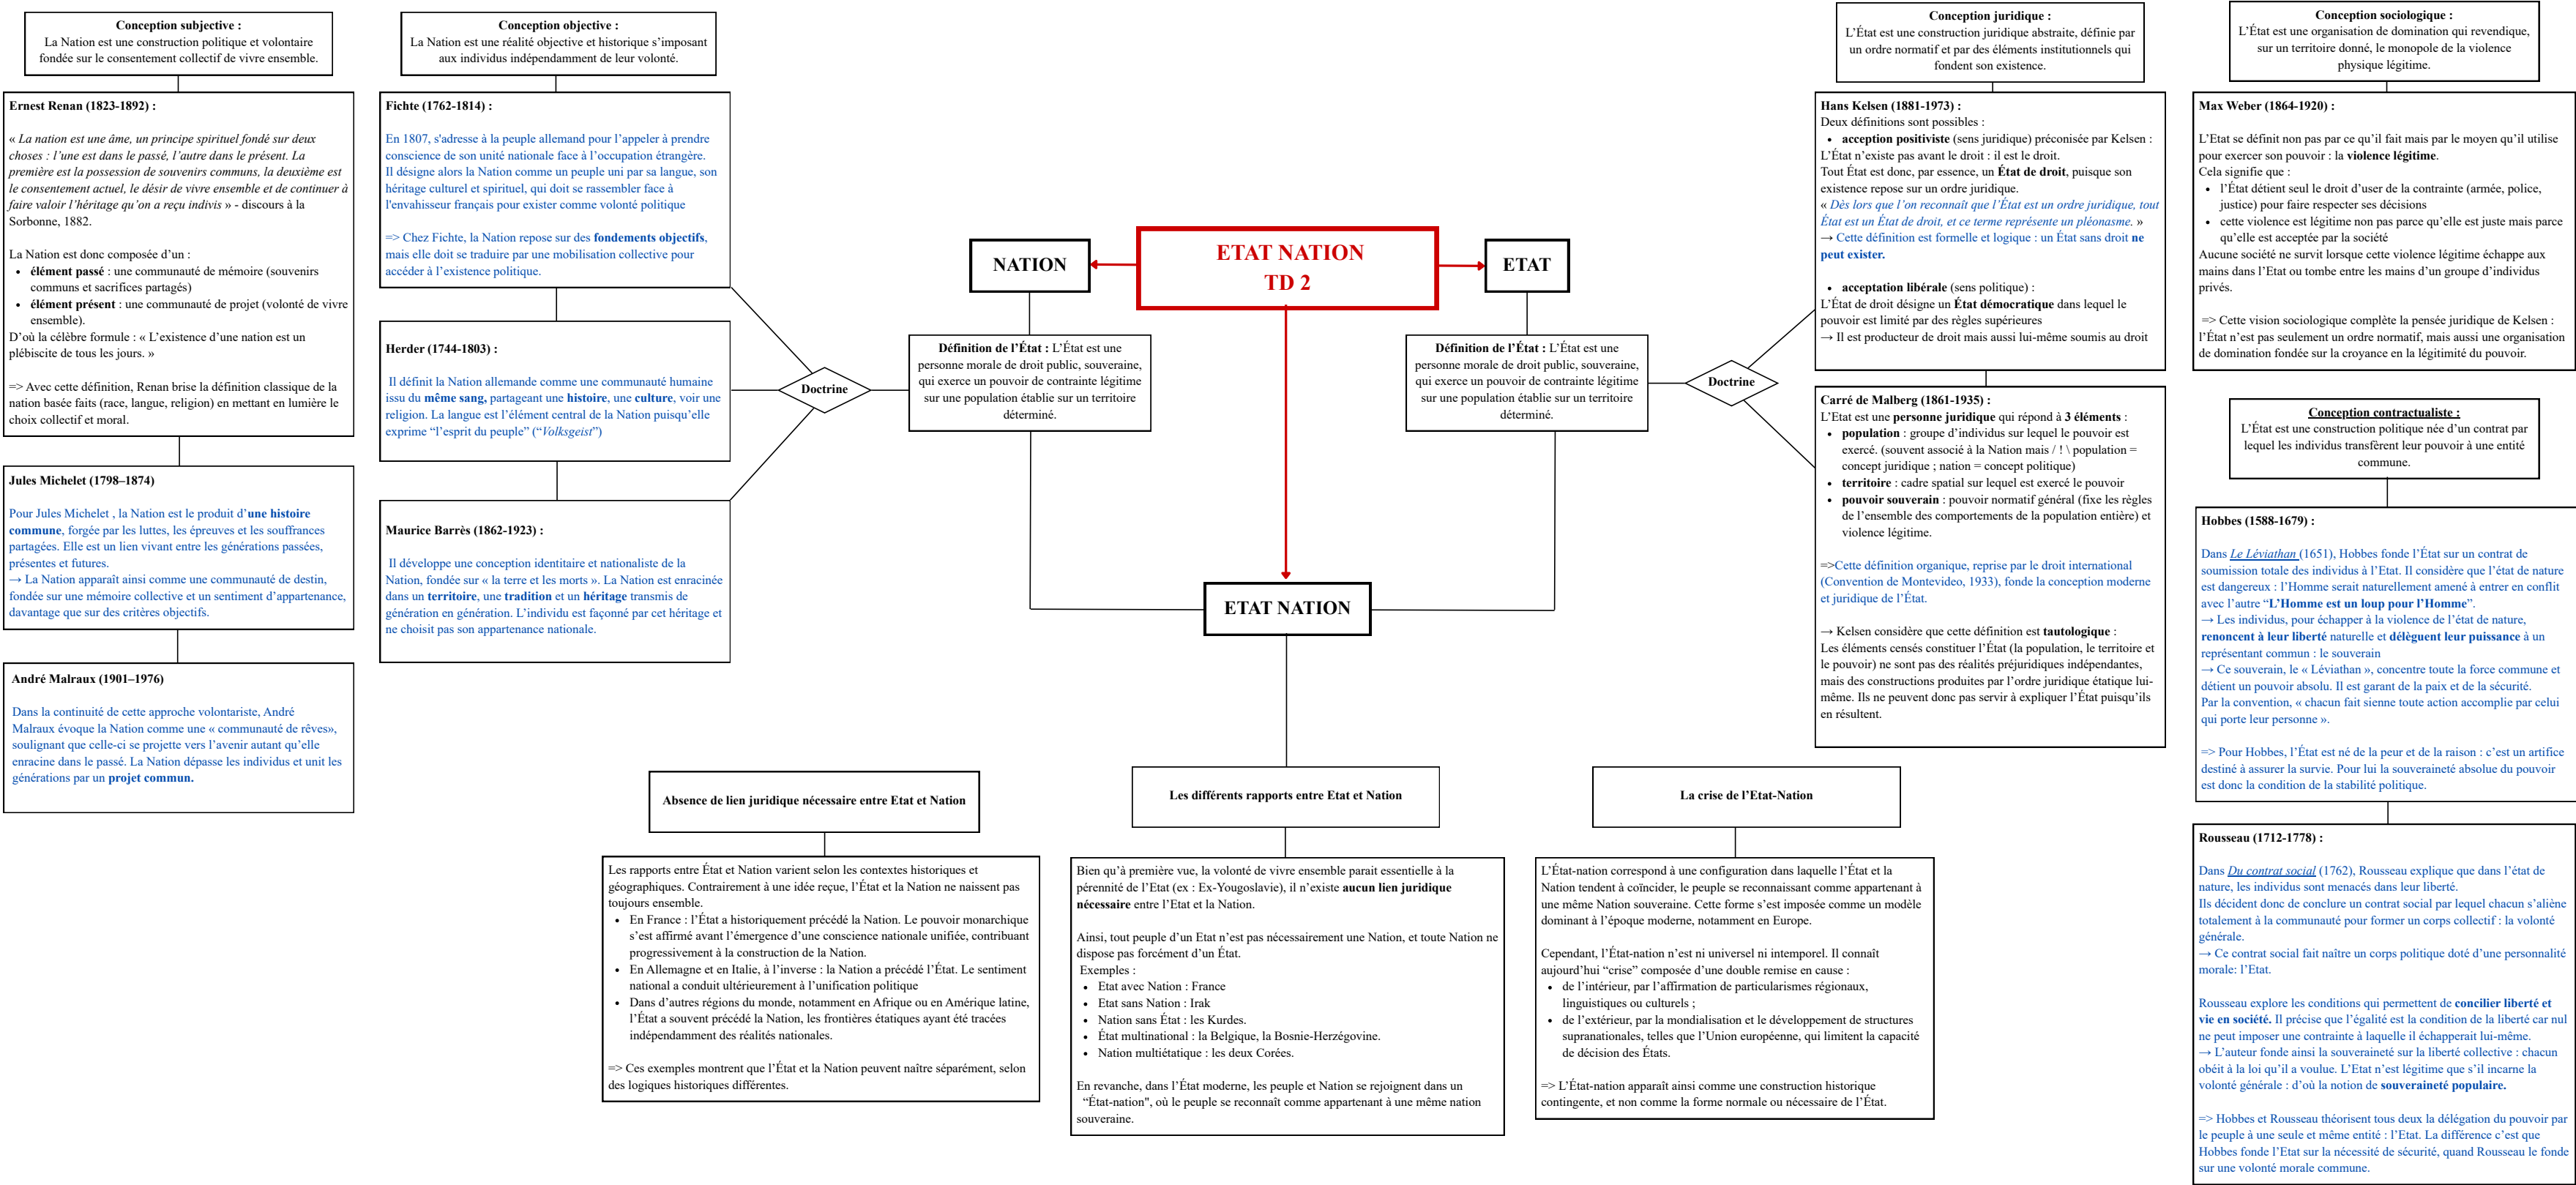 Conception subjective :
La Nation est une construction politique et volontaire
fondée sur le consentement collectif de vivre ensemble.
Ernest Renan (1823-1892) :
« La nation est une âme, un principe spirituel fondé sur deux
choses : l’une est dans le passé, l’autre dans le présent. La
première est la possession de souvenirs communs, la deuxième est
le consentement actuel, le désir de vivre ensemble et de continuer à
faire valoir l’héritage qu’on a reçu indivis » - discours à la
Sorbonne, 1882.
La Nation est donc composée d’un :
• élément passé : une communauté de mémoire (souvenirs
communs et sacrifices partagés)
• élément présent : une communauté de projet (volonté de vivre
ensemble).
D’où la célèbre formule : « L’existence d’une nation est un
plébiscite de tous les jours. »
=> Avec cette définition, Renan brise la définition classique de la
nation basée faits (race, langue, religion) en mettant en lumière le
choix collectif et moral.
Jules Michelet (1798–1874)
Pour Jules Michelet , la Nation est le produit d’une histoire
commune, forgée par les luttes, les épreuves et les souffrances
partagées. Elle est un lien vivant entre les générations passées,
présentes et futures.
→ La Nation apparaît ainsi comme une communauté de destin,
fondée sur une mémoire collective et un sentiment d’appartenance,
davantage que sur des critères objectifs.
André Malraux (1901–1976)
Dans la continuité de cette approche volontariste, André
Malraux évoque la Nation comme une « communauté de rêves»,
soulignant que celle-ci se projette vers l’avenir autant qu’elle
enracine dans le passé. La Nation dépasse les individus et unit les
générations par un projet commun.
Conception objective :
La Nation est une réalité objective et historique s’imposant
aux individus indépendamment de leur volonté.
Fichte (1762-1814) :
En 1807, s'adresse à la peuple allemand pour l’appeler à prendre
conscience de son unité nationale face à l’occupation étrangère.
Il désigne alors la Nation comme un peuple uni par sa langue, son
héritage culturel et spirituel, qui doit se rassembler face à
l'envahisseur français pour exister comme volonté politique
=> Chez Fichte, la Nation repose sur des fondements objectifs,
mais elle doit se traduire par une mobilisation collective pour
accéder à l’existence politique.
Herder (1744-1803) :
Il définit la Nation allemande comme une communauté humaine
issu du même sang, partageant une histoire, une culture, voir une
religion. La langue est l’élément central de la Nation puisqu’elle
exprime “l’esprit du peuple” (“Volksgeist”)
Maurice Barrès (1862-1923) :
Il développe une conception identitaire et nationaliste de la
Nation, fondée sur « la terre et les morts ». La Nation est enracinée
dans un territoire, une tradition et un héritage transmis de
génération en génération. L’individu est façonné par cet héritage et
ne choisit pas son appartenance nationale.
Doctrine
NATION
Définition de l’État : L’État est une
personne morale de droit public, souveraine,
qui exerce un pouvoir de contrainte légitime
sur une population établie sur un territoire
déterminé.
ETAT NATION
TD 2
ETAT
Définition de l’État : L’État est une
personne morale de droit public, souveraine,
qui exerce un pouvoir de contrainte légitime
sur une population établie sur un territoire
déterminé.
Doctrine
Conception juridique :
L’État est une construction juridique abstraite, définie par
un ordre normatif et par des éléments institutionnels qui
fondent son existence.
Hans Kelsen (1881-1973) :
Deux définitions sont possibles :
• acception positiviste (sens juridique) préconisée par Kelsen :
L’État n’existe pas avant le droit : il est le droit.
Tout État est donc, par essence, un État de droit, puisque son
existence repose sur un ordre juridique.
« Dès lors que l’on reconnaît que l’État est un ordre juridique, tout
État est un État de droit, et ce terme représente un pléonasme. »
→ Cette définition est formelle et logique : un État sans droit ne
peut exister.
• acceptation libérale (sens politique) :
L’État de droit désigne un État démocratique dans lequel le
pouvoir est limité par des règles supérieures
→ Il est producteur de droit mais aussi lui-même soumis au droit
Carré de Malberg (1861-1935) :
L’Etat est une personne juridique qui répond à 3 éléments :
• population : groupe d’individus sur lequel le pouvoir est
exercé. (souvent associé à la Nation mais / ! \ population =
concept juridique ; nation = concept politique)
• territoire : cadre spatial sur lequel est exercé le pouvoir
• pouvoir souverain : pouvoir normatif général (fixe les règles
de l’ensemble des comportements de la population entière) et
violence légitime.
=>Cette définition organique, reprise par le droit international
(Convention de Montevideo, 1933), fonde la conception moderne
et juridique de l’État.
→ Kelsen considère que cette définition est tautologique :
Les éléments censés constituer l’État (la population, le territoire et
le pouvoir) ne sont pas des réalités préjuridiques indépendantes,
mais des constructions produites par l’ordre juridique étatique lui-
même. Ils ne peuvent donc pas servir à expliquer l’État puisqu’ils
en résultent.
Conception sociologique :
L’État est une organisation de domination qui revendique,
sur un territoire donné, le monopole de la violence
physique légitime.
Max Weber (1864-1920) :
L’Etat se définit non pas par ce qu’il fait mais par le moyen qu’il utilise
pour exercer son pouvoir : la violence légitime.
Cela signifie que :
• l’État détient seul le droit d’user de la contrainte (armée, police,
justice) pour faire respecter ses décisions
• cette violence est légitime non pas parce qu’elle est juste mais parce
qu’elle est acceptée par la société
Aucune société ne survit lorsque cette violence légitime échappe aux
mains dans l’Etat ou tombe entre les mains d’un groupe d’individus
privés.
=> Cette vision sociologique complète la pensée juridique de Kelsen :
l’État n’est pas seulement un ordre normatif, mais aussi une organisation
de domination fondée sur la croyance en la légitimité du pouvoir.
Conception contractualiste :
L’État est une construction politique née d’un contrat par
lequel les individus transfèrent leur pouvoir à une entité
commune.
Hobbes (1588-1679) :
Dans Le Léviathan (1651), Hobbes fonde l’État sur un contrat de
soumission totale des individus à l’Etat. Il considère que l’état de nature
est dangereux : l’Homme serait naturellement amené à entrer en conflit
avec l’autre “L’Homme est un loup pour l’Homme”.
→ Les individus, pour échapper à la violence de l’état de nature,
renoncent à leur liberté naturelle et délèguent leur puissance à un
représentant commun : le souverain
→ Ce souverain, le « Léviathan », concentre toute la force commune et
détient un pouvoir absolu. Il est garant de la paix et de la sécurité.
Par la convention, « chacun fait sienne toute action accomplie par celui
qui porte leur personne ».
=> Pour Hobbes, l’État est né de la peur et de la raison : c’est un artifice
destiné à assurer la survie. Pour lui la souveraineté absolue du pouvoir
est donc la condition de la stabilité politique.
Rousseau (1712-1778) :
Dans Du contrat social (1762), Rousseau explique que dans l’état de
nature, les individus sont menacés dans leur liberté.
Ils décident donc de conclure un contrat social par lequel chacun s’aliène
totalement à la communauté pour former un corps collectif : la volonté
générale.
→ Ce contrat social fait naître un corps politique doté d’une personnalité
morale: l’Etat.
Rousseau explore les conditions qui permettent de concilier liberté et
vie en société. Il précise que l’égalité est la condition de la liberté car nul
ne peut imposer une contrainte à laquelle il échapperait lui-même.
→ L’auteur fonde ainsi la souveraineté sur la liberté collective : chacun
obéit à la loi qu’il a voulue. L’Etat n’est légitime que s’il incarne la
volonté générale : d’où la notion de souveraineté populaire.
=> Hobbes et Rousseau théorisent tous deux la délégation du pouvoir par
le peuple à une seule et même entité : l’Etat. La différence c’est que
Hobbes fonde l’Etat sur la nécessité de sécurité, quand Rousseau le fonde
sur une volonté morale commune.
ETAT NATION
Absence de lien juridique nécessaire entre Etat et Nation
Les rapports entre État et Nation varient selon les contextes historiques et
géographiques. Contrairement à une idée reçue, l’État et la Nation ne naissent pas
toujours ensemble.
• En France : l’État a historiquement précédé la Nation. Le pouvoir monarchique
s’est affirmé avant l’émergence d’une conscience nationale unifiée, contribuant
progressivement à la construction de la Nation.
• En Allemagne et en Italie, à l’inverse : la Nation a précédé l’État. Le sentiment
national a conduit ultérieurement à l’unification politique
• Dans d’autres régions du monde, notamment en Afrique ou en Amérique latine,
l’État a souvent précédé la Nation, les frontières étatiques ayant été tracées
indépendamment des réalités nationales.
=> Ces exemples montrent que l’État et la Nation peuvent naître séparément, selon
des logiques historiques différentes.
Les différents rapports entre Etat et Nation
Bien qu’à première vue, la volonté de vivre ensemble parait essentielle à la
pérennité de l’Etat (ex : Ex-Yougoslavie), il n’existe aucun lien juridique
nécessaire entre l’Etat et la Nation.
Ainsi, tout peuple d’un Etat n’est pas nécessairement une Nation, et toute Nation ne
dispose pas forcément d’un État.
Exemples :
• Etat avec Nation : France
• Etat sans Nation : Irak
• Nation sans État : les Kurdes.
• État multinational : la Belgique, la Bosnie-Herzégovine.
• Nation multiétatique : les deux Corées.
En revanche, dans l’État moderne, les peuple et Nation se rejoignent dans un
“État-nation", où le peuple se reconnaît comme appartenant à une même nation
souveraine.
La crise de l’Etat-Nation
L’État-nation correspond à une configuration dans laquelle l’État et la
Nation tendent à coïncider, le peuple se reconnaissant comme appartenant à
une même Nation souveraine. Cette forme s’est imposée comme un modèle
dominant à l’époque moderne, notamment en Europe.
Cependant, l’État-nation n’est ni universel ni intemporel. Il connaît
aujourd’hui “crise” composée d’une double remise en cause :
• de l’intérieur, par l’affirmation de particularismes régionaux,
linguistiques ou culturels ;
• de l’extérieur, par la mondialisation et le développement de structures
supranationales, telles que l’Union européenne, qui limitent la capacité
de décision des États.
=> L’État-nation apparaît ainsi comme une construction historique
contingente, et non comme la forme normale ou nécessaire de l’État.